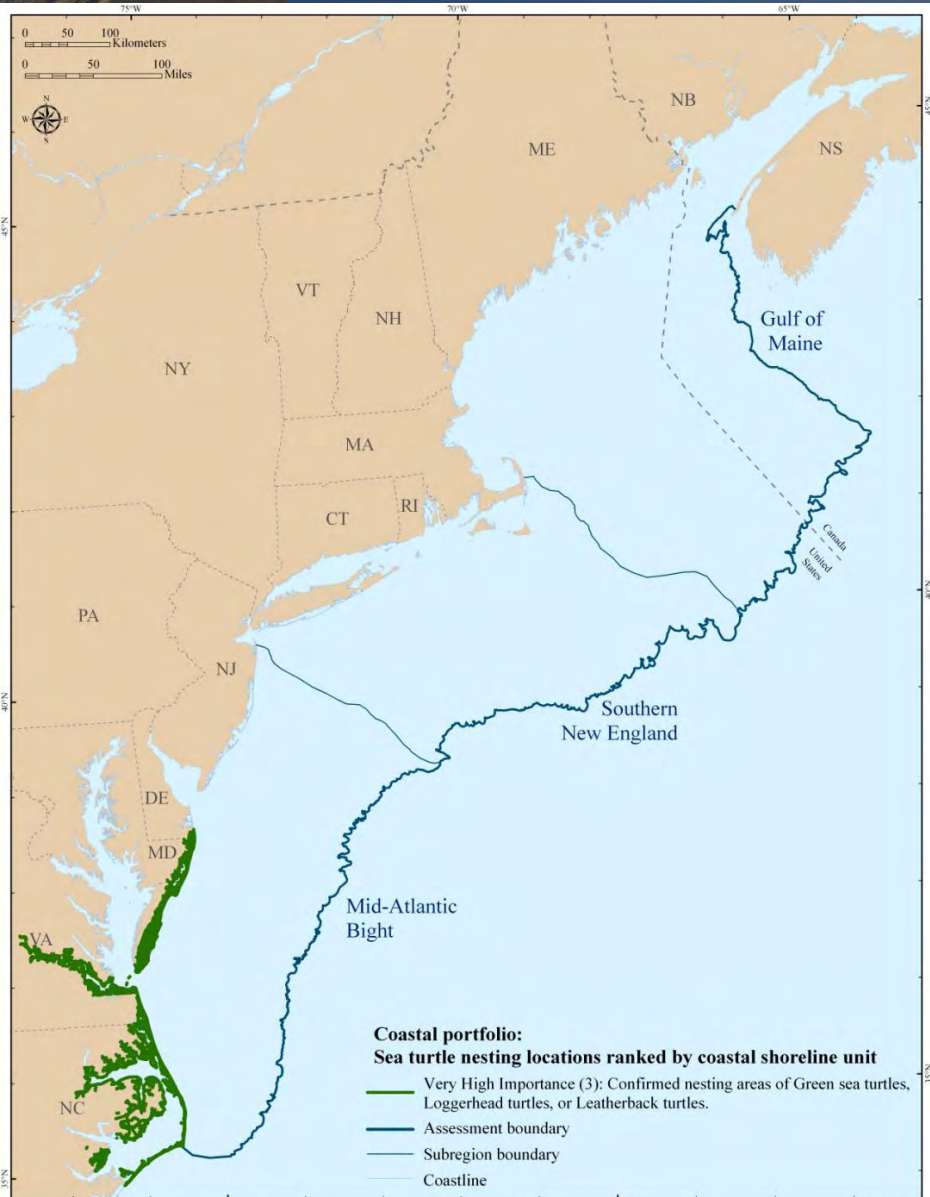 75°W
70°W
65°W
0 50 100
Kilometers
0 50 100
Miles
N
W E
S
NB
45°N
ME
NS
45°N
VT
NH
Gulf of
Maine
NY
MA
CT
RI
Canada
United
States
40°N
PA
NJ
40°N
Southern
New England
DE
MD
Mid-Atlantic
Bight
VA
Coastal portfolio:
Sea turtle nesting locations ranked by coastal shoreline unit
Very High Importance (3): Confirmed nesting areas of Green sea turtles,
Loggerhead turtles, or Leatherback turtles.
35°N
NC
Assessment boundary
Subregion boundary
35°N
Coastline